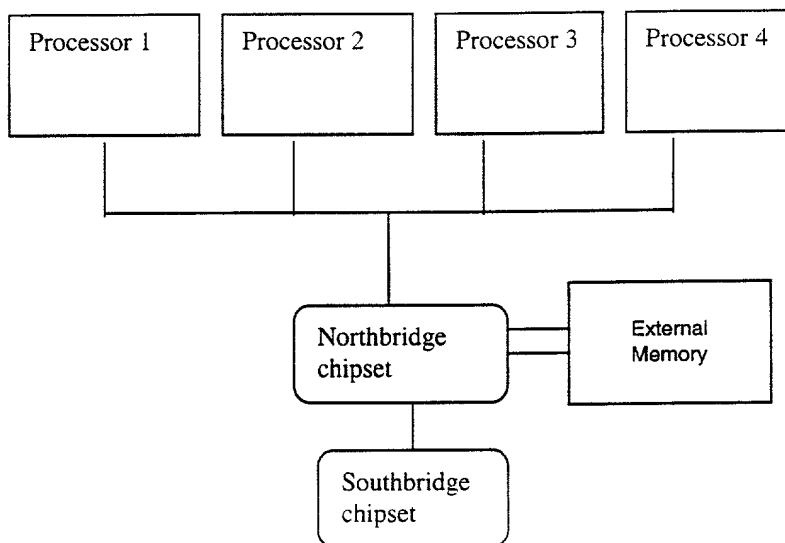 Processor 1
Processor 2
Processor 3
Processor 4
Northbridge
chipset
External
Memory
Southbridge
chipset